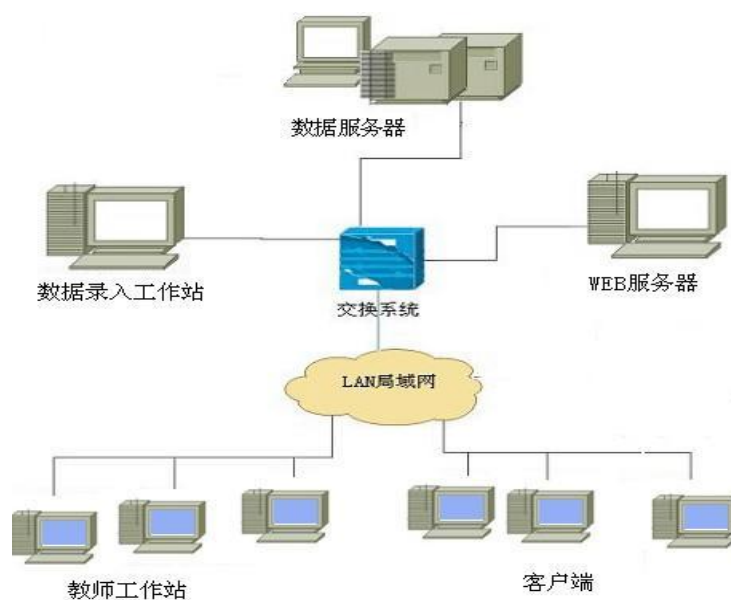 数据服务器
数据录入工作站
WEB服务器
交换系统
LAN局域网
教师工作站
客户端